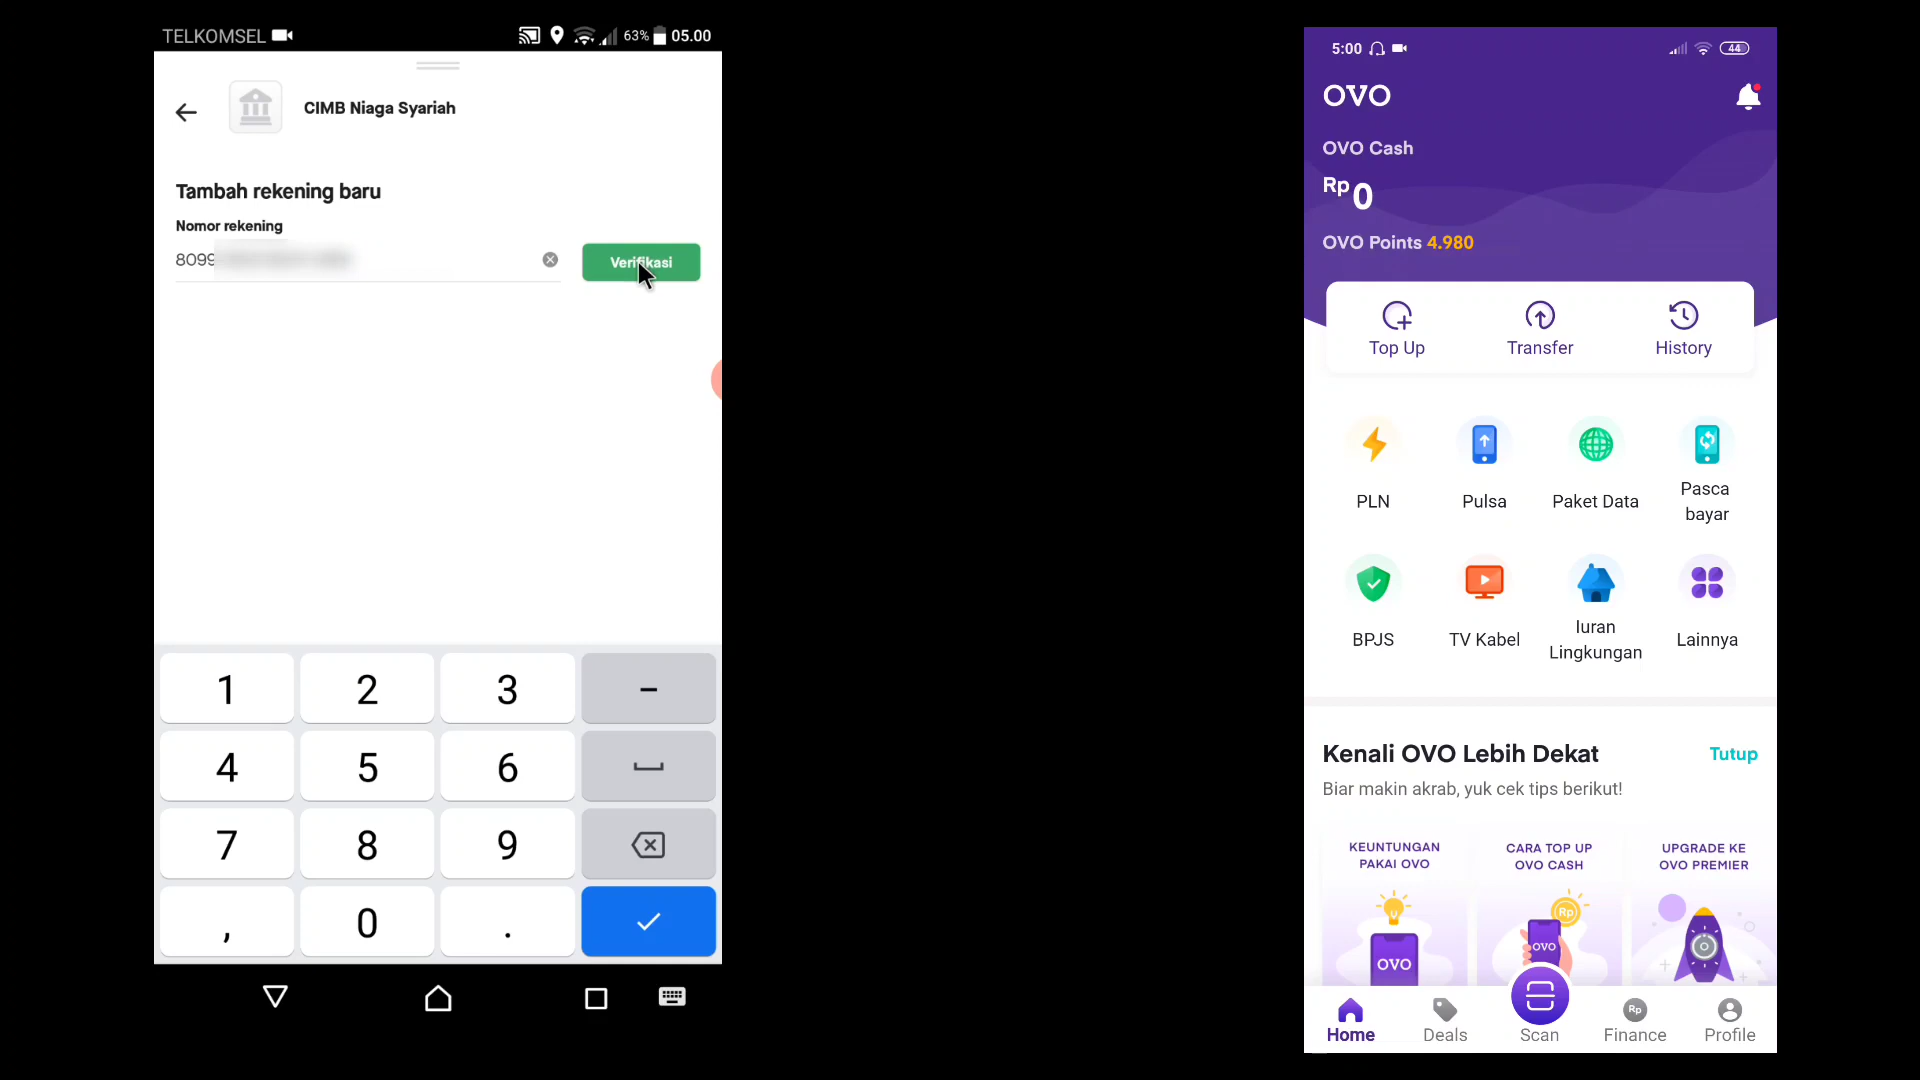 TELKOMSEL
63% 05.00
CIMB Niaga Syariah
Tambah rekening baru
Nomor rekening
8099
Verifikasi
1 2 3 -
4 5 6
7 8 9
, 0 .
5:00
44
OVO
OVO Cash
Rp 0
OVO Points 4.980
Top Up
Transfer
History
PLN
Pulsa
Paket Data
Pasca
bayar
BPJS
TV Kabel
Iuran
Lingkungan
Lainnya
Kenali OVO Lebih Dekat
Tutup
Biar makin akrab, yuk cek tips berikut!
KEUNTUNGAN
PAKAI OVO
CARA TOP UP
OVO CASH
UPGRADE KE
OVO PREMIER
Rp
OVO
OVO
Rp
Home
Deals
Scan
Finance
Profile